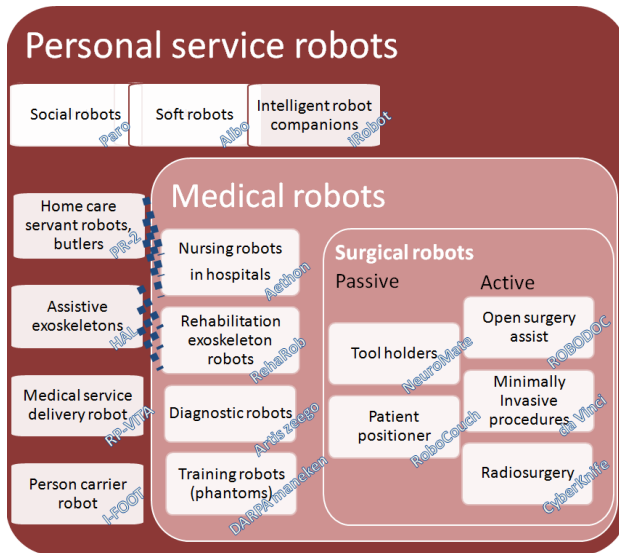 Personal service robots
Social robots
Paro
Soft robots
Aibo
Intelligent robot
companions
iRobot
Home care
servant robots,
butlers
PR-2
Assistive
exoskeletons
HAL
Medical service
delivery robot
RP-VITA
Person carrier
robot
I-FOOT
Medical robots
Nursing robots
in hospitals
Aethon
Rehabilitation
exoskeleton
robots
RehaRob
Diagnostic robots
Artis zeego
Training robots
(phantoms)
DARPA maneken
Surgical robots
Passive
Tool holders
NeuroMate
Patient
positioner
RoboCouch
Active
Open surgery
assist
ROBODOC
Minimally
Invasive
procedures
da Vinci
Radiosurgery
CyberKnife